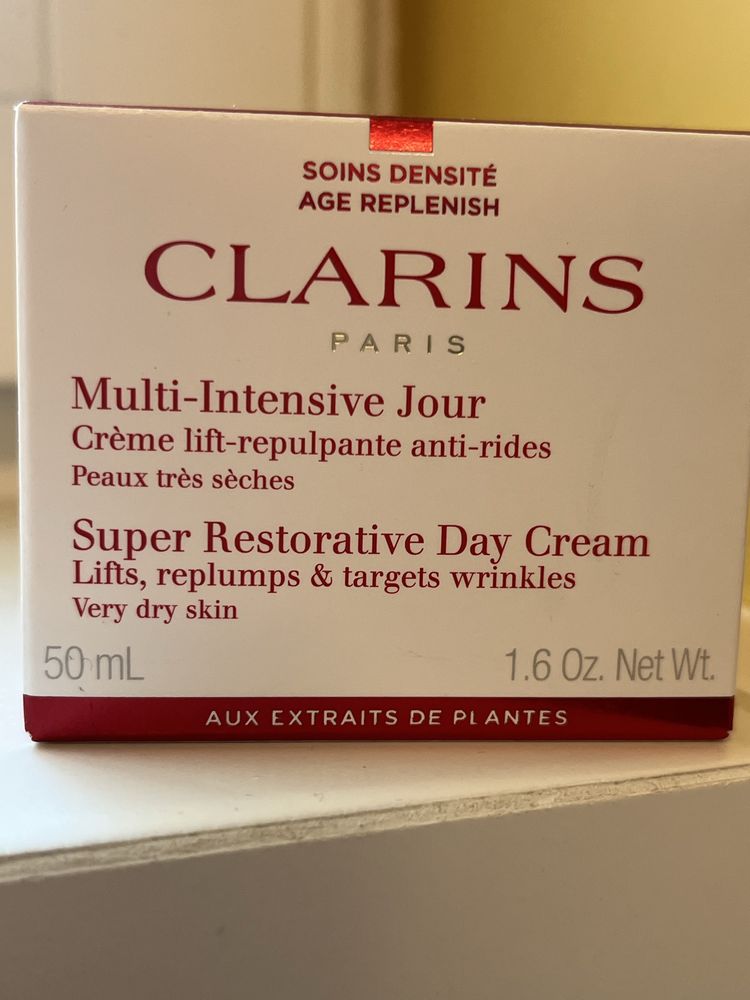 SOINS DENSITÉ
AGE REPLENISH
CLARINS
PARIS
Multi-Intensive Jour
Crème lift-repulpante anti-rides
Peaux très sèches
Super Restorative Day Cream
Lifts, replumps & targets wrinkles
Very dry skin
50 mL 1.6 Oz. Net Wt.
AUX EXTRAITS DE PLANTES